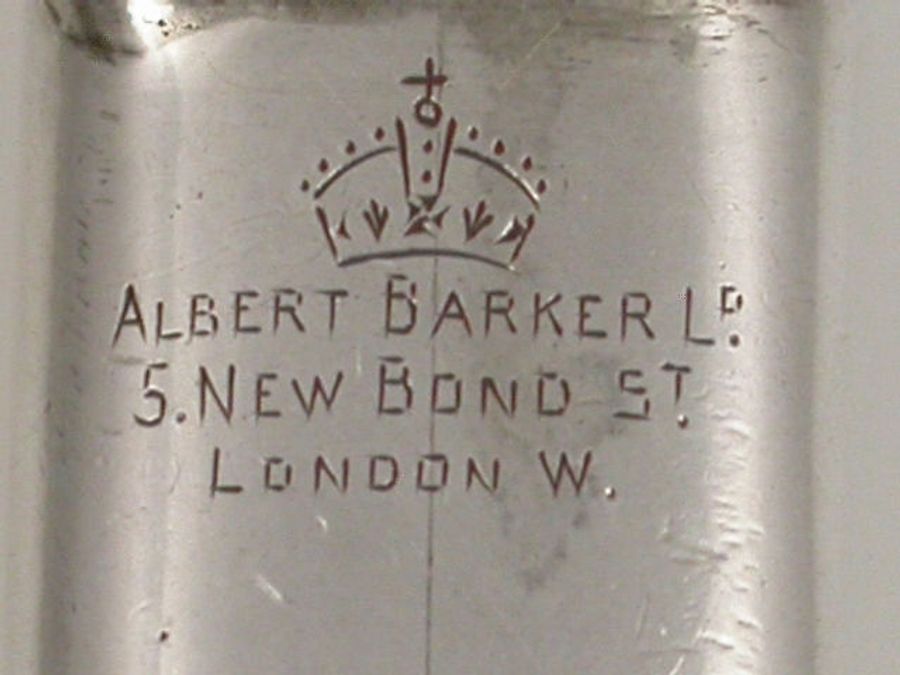 ALBERT BARKER LD.
5. NEW BOND ST.
LONDON W.